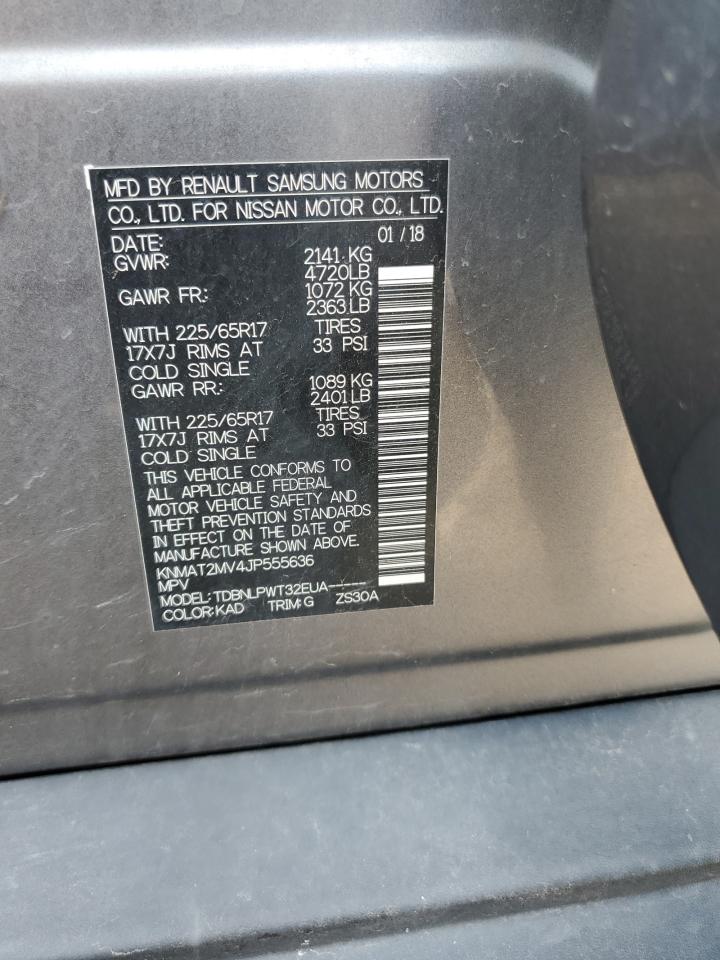 MFD BY RENAULT SAMSUNG MOTORS
CO., LTD. FOR NISSAN MOTOR CO., LTD.
DATE: 01 / 18
GVWR: 2141 KG
4720LB
GAWR FR: 1072 KG
2363 LB
WITH 225/65R17 TIRES
17X7J RIMS AT 33 PSI
COLD SINGLE
GAWR RR: 1089 KG
2401 LB
WITH 225/65R17 TIRES
17X7J RIMS AT 33 PSI
COLD SINGLE
THIS VEHICLE CONFORMS TO
ALL APPLICABLE FEDERAL
MOTOR VEHICLE SAFETY AND
THEFT PREVENTION STANDARDS
IN EFFECT ON THE DATE OF
MANUFACTURE SHOWN ABOVE.
KNMAT2MV4JP555636
MPV
MODEL: TDBNLPWT32EUA-----
COLOR: KAD TRIM: G ZS30A